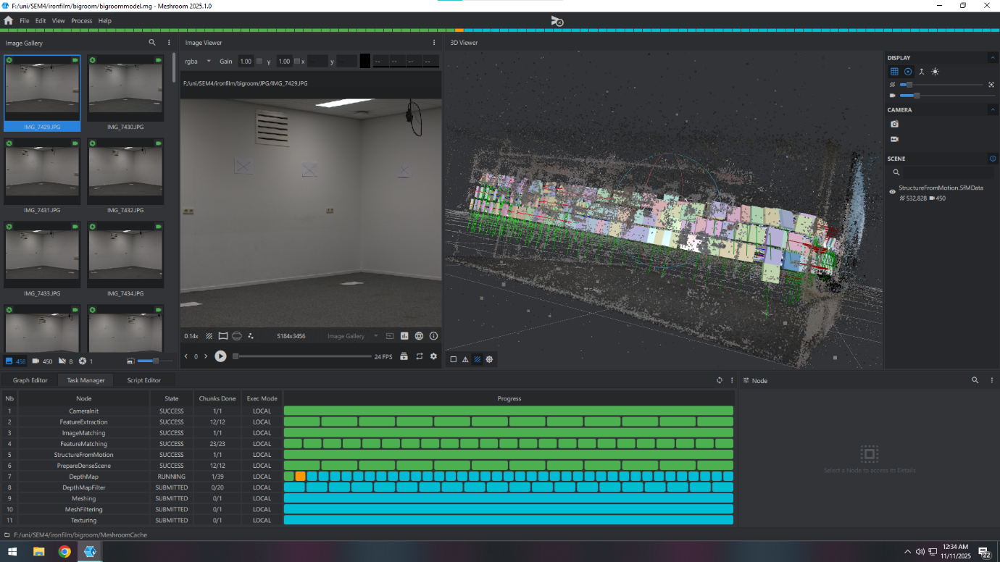 F:/uni/SEM4/ironfilm/bigroom/bigroommodel.mg - Meshroom 2025.1.0
File Edit View Process Help
Image Gallery
IMG_7429.JPG IMG_7430.JPG
IMG_7431.JPG IMG_7432.JPG
IMG_7433.JPG IMG_7434.JPG
458 450 8 1
Image Viewer
rgba Gain 1.00 γ 1.00 x y -- -- -- --
F:/uni/SEM4/ironfilm/bigroom/JPG/IMG_7429.JPG
0.14x 5184x3456 Image Gallery
0 24 FPS
3D Viewer
DISPLAY
CAMERA
SCENE
StructureFromMotion.SfMData
532,828 450
Graph Editor Task Manager Script Editor
Nb Node State Chunks Done Exec Mode Progress
1 CameraInit SUCCESS 1/1 LOCAL
2 FeatureExtraction SUCCESS 12/12 LOCAL
3 ImageMatching SUCCESS 1/1 LOCAL
4 FeatureMatching SUCCESS 23/23 LOCAL
5 StructureFromMotion SUCCESS 1/1 LOCAL
6 PrepareDenseScene SUCCESS 12/12 LOCAL
7 DepthMap RUNNING 1/39 LOCAL
8 DepthMapFilter SUBMITTED 0/20 LOCAL
9 Meshing SUBMITTED 0/1 LOCAL
10 MeshFiltering SUBMITTED 0/1 LOCAL
11 Texturing SUBMITTED 0/1 LOCAL
Node
Select a Node to access its Details
F:/uni/SEM4/ironfilm/bigroom/MeshroomCache
12:34 AM
11/11/2025
22